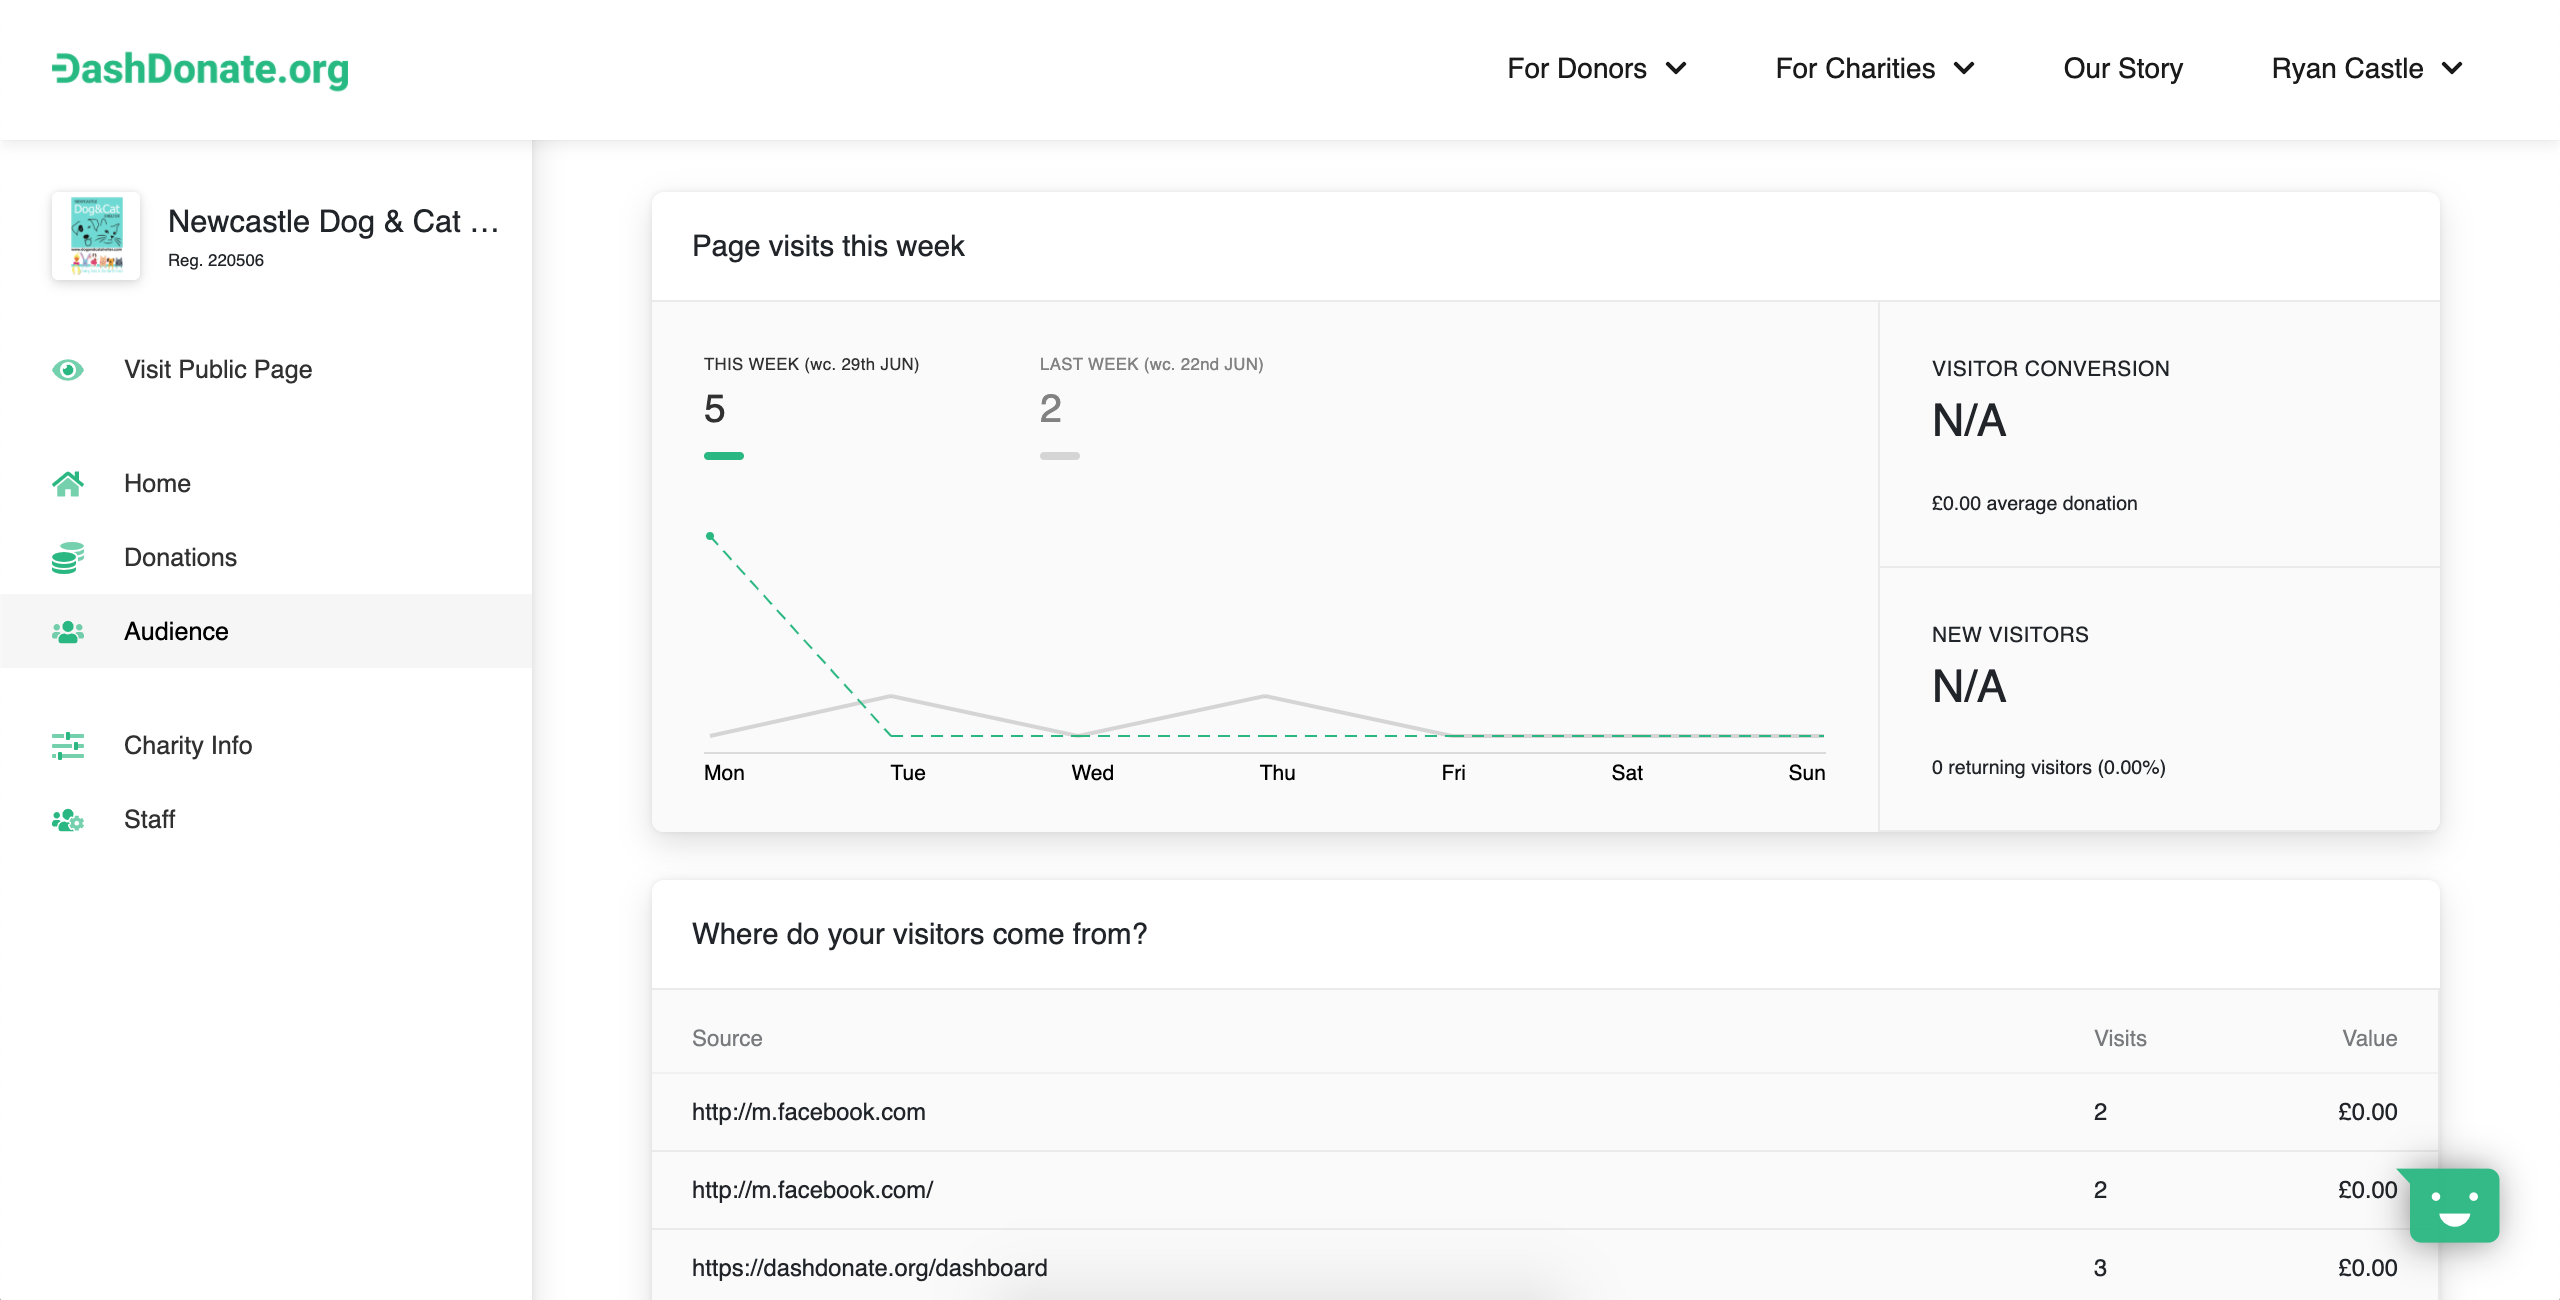 DashDonate.org
For Donors
For Charities
Our Story
Ryan Castle
Dog&Cat
Newcastle Dog & Cat ...
Reg. 220506
Visit Public Page
Home
Donations
Audience
Charity Info
Staff
Page visits this week
THIS WEEK (wc. 29th JUN)
5
LAST WEEK (wc. 22nd JUN)
2
Mon Tue Wed Thu Fri Sat Sun
VISITOR CONVERSION
N/A
£0.00 average donation
NEW VISITORS
N/A
0 returning visitors (0.00%)
Where do your visitors come from?
Source Visits Value
http://m.facebook.com 2 £0.00
http://m.facebook.com/ 2 £0.00
https://dashdonate.org/dashboard 3 £0.00